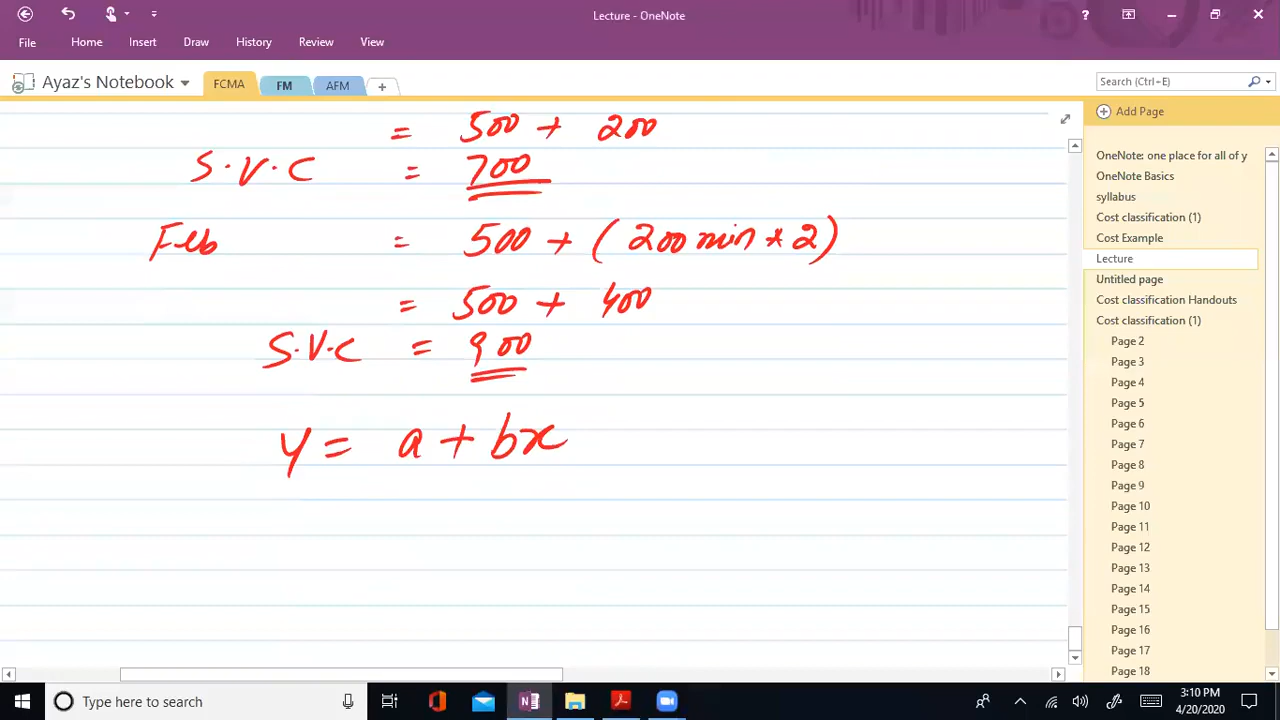 Lecture - OneNote
?
File Home Insert Draw History Review View
Ayaz's Notebook FCMA FM AFM +
Search (Ctrl+E)
= 500 + 200
S.V.C = 700
Feb = 500 + (200 min * 2)
= 500 + 400
S.V.C = 900
y = a + bx
Add Page
OneNote: one place for all of y
OneNote Basics
syllabus
Cost classification (1)
Cost Example
Lecture
Untitled page
Cost classification Handouts
Cost classification (1)
Page 2
Page 3
Page 4
Page 5
Page 6
Page 7
Page 8
Page 9
Page 10
Page 11
Page 12
Page 13
Page 14
Page 15
Page 16
Page 17
Page 18
Type here to search
3:10 PM
4/20/2020